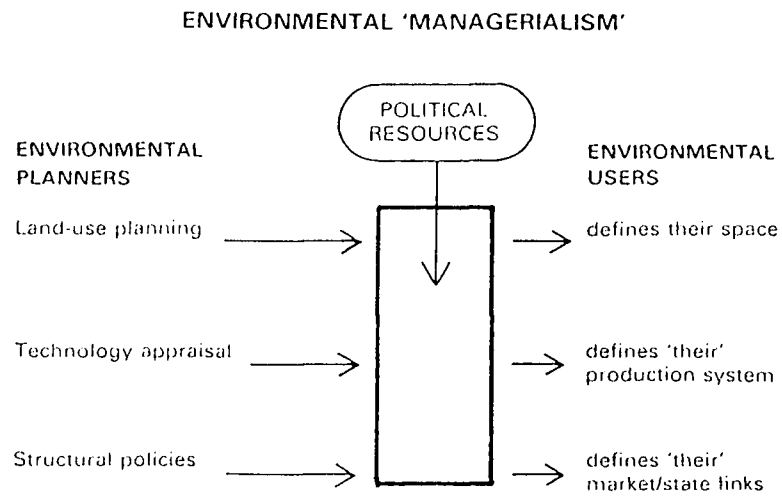 ENVIRONMENTAL 'MANAGERIALISM'
POLITICAL
RESOURCES
ENVIRONMENTAL
PLANNERS
ENVIRONMENTAL
USERS
Land-use planning
defines their space
Technology appraisal
defines 'their'
production system
Structural policies
defines 'their'
market/state links